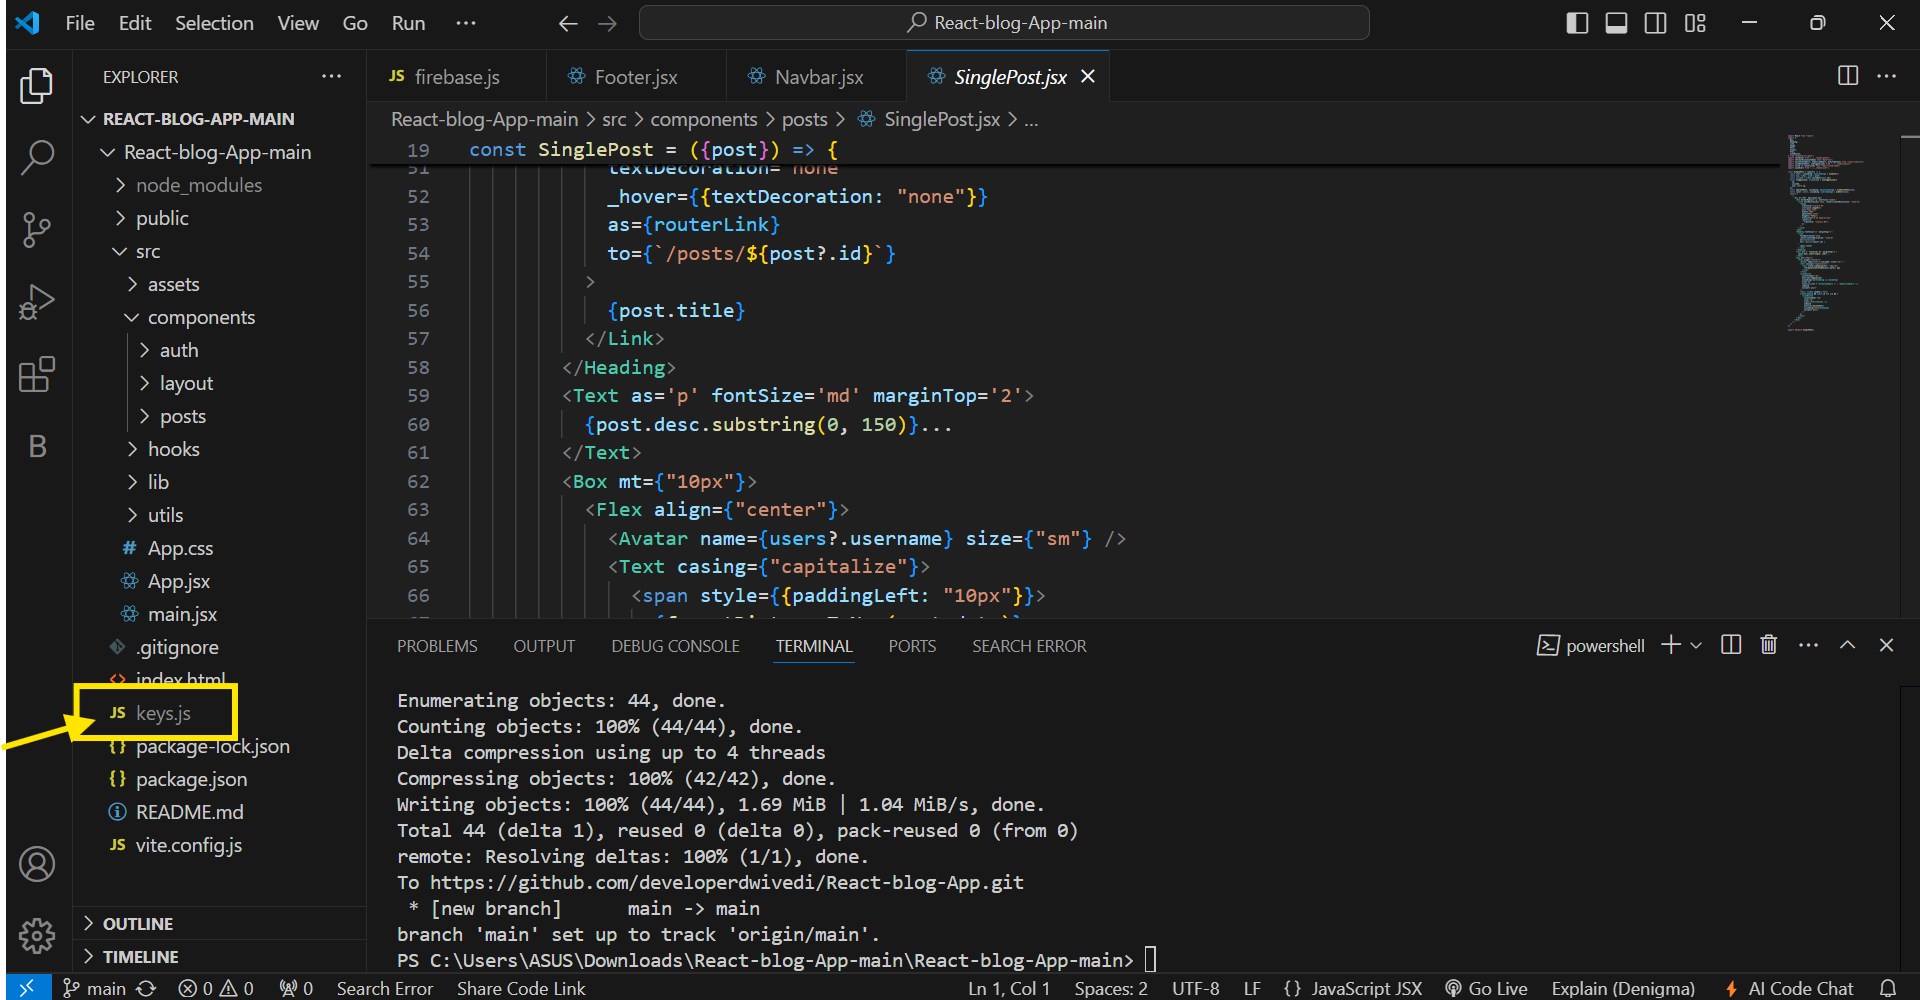 File Edit Selection View Go Run ···
React-blog-App-main
EXPLORER ···
REACT-BLOG-APP-MAIN
React-blog-App-main
node_modules
public
src
assets
components
auth
layout
posts
hooks
lib
utils
# App.css
App.jsx
main.jsx
.gitignore
<> index.html
JS keys.js
{} package-lock.json
{} package.json
README.md
JS vite.config.js
OUTLINE
TIMELINE
B
JS firebase.js
Footer.jsx
Navbar.jsx
SinglePost.jsx
React-blog-App-main > src > components > posts > SinglePost.jsx > ...
19 const SinglePost = ({post}) => {
51 textDecoration="none"
52 _hover={{textDecoration: "none"}}
53 as={routerLink}
54 to={`/posts/${post?.id}`}
55 >
56 {post.title}
57 </Link>
58 </Heading>
59 <Text as='p' fontSize='md' marginTop='2'>
60 {post.desc.substring(0, 150)}...
61 </Text>
62 <Box mt={"10px"}>
63 <Flex align={"center"}>
64 <Avatar name={users?.username} size={"sm"} />
65 <Text casing={"capitalize"}>
66 <span style={{paddingLeft: "10px"}}>
PROBLEMS OUTPUT DEBUG CONSOLE TERMINAL PORTS SEARCH ERROR
powershell
Enumerating objects: 44, done.
Counting objects: 100% (44/44), done.
Delta compression using up to 4 threads
Compressing objects: 100% (42/42), done.
Writing objects: 100% (44/44), 1.69 MiB | 1.04 MiB/s, done.
Total 44 (delta 1), reused 0 (delta 0), pack-reused 0 (from 0)
remote: Resolving deltas: 100% (1/1), done.
To https://github.com/developerdwivedi/React-blog-App.git
* [new branch] main -> main
branch 'main' set up to track 'origin/main'.
PS C:\Users\ASUS\Downloads\React-blog-App-main\React-blog-App-main>
main 0 0 0 Search Error Share Code Link Ln 1, Col 1 Spaces: 2 UTF-8 LF {} JavaScript JSX Go Live Explain (Denigma) AI Code Chat